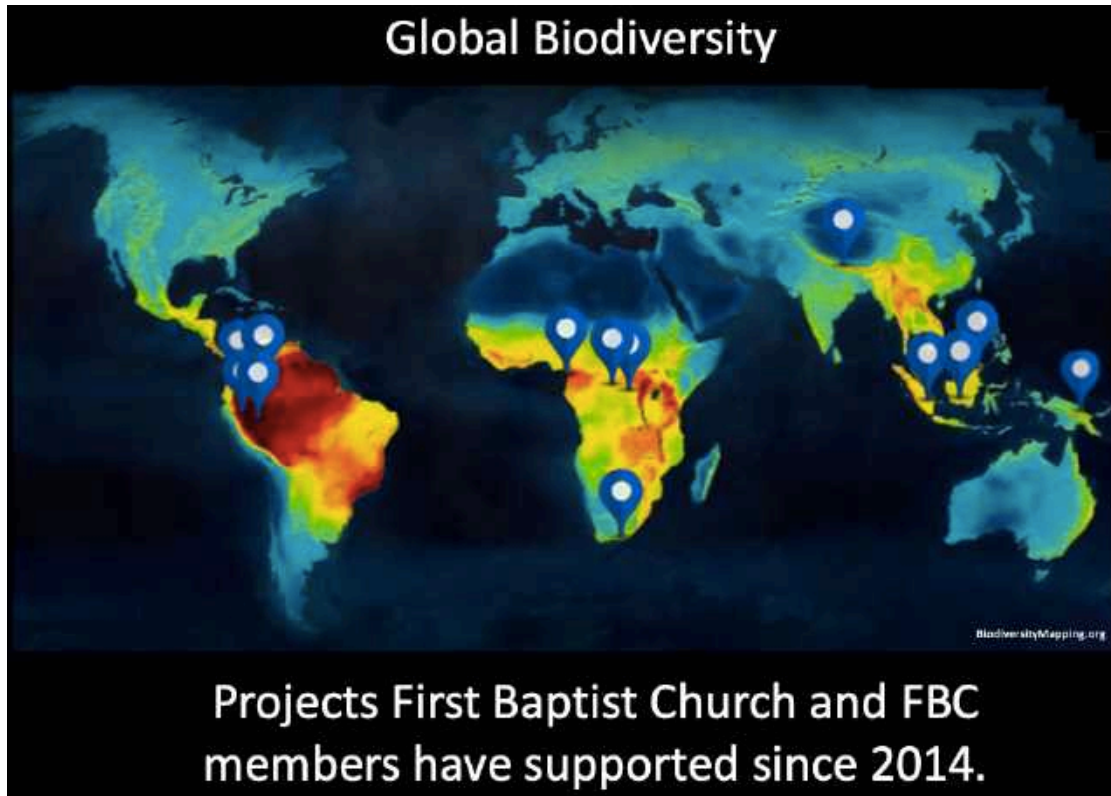 Global Biodiversity
BiodiversityMapping.org
Projects First Baptist Church and FBC
members have supported since 2014.